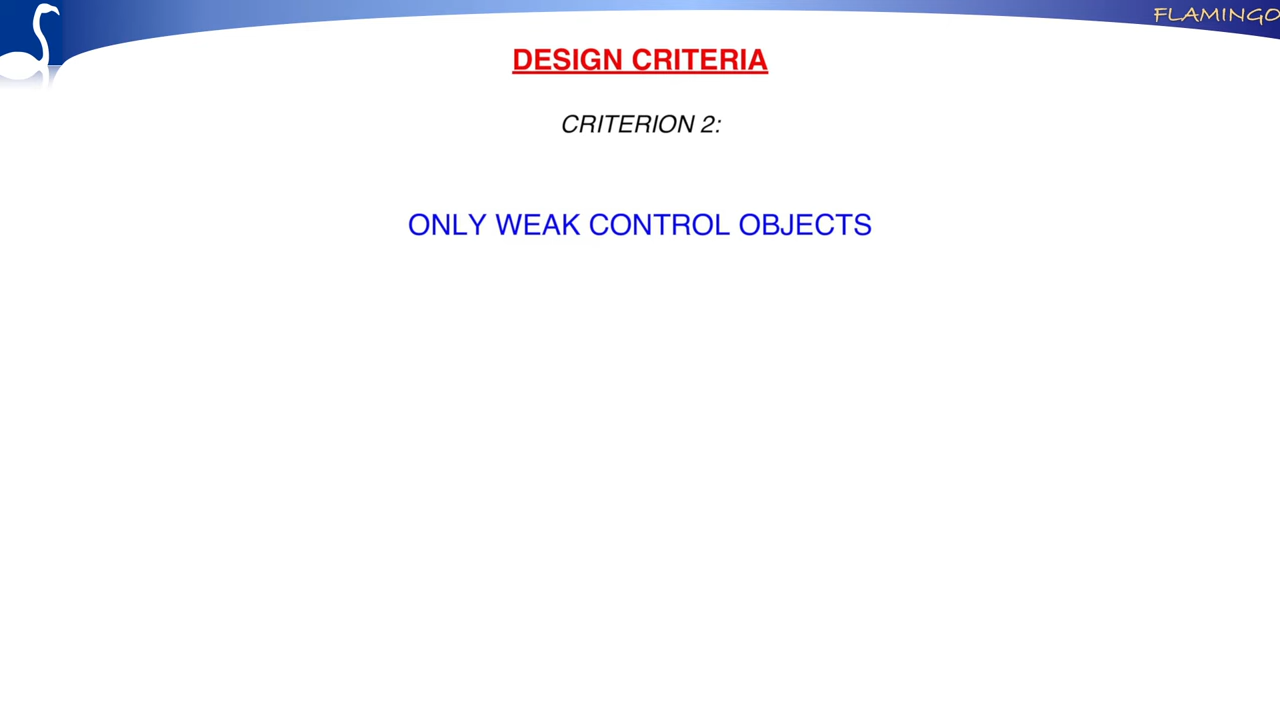 FLAMINGO
DESIGN CRITERIA
CRITERION 2:
ONLY WEAK CONTROL OBJECTS